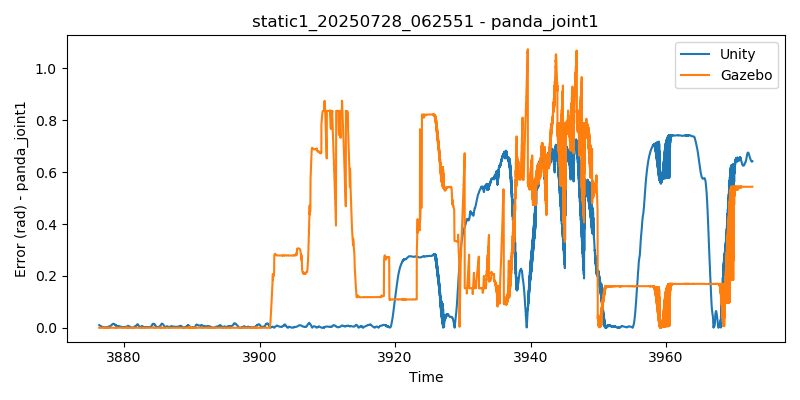 static1_20250728_062551 - panda_joint1
Error (rad) - panda_joint1
1.0
0.8
0.6
0.4
0.2
0.0
3880 3900 3920 3940 3960
Time
Unity
Gazebo